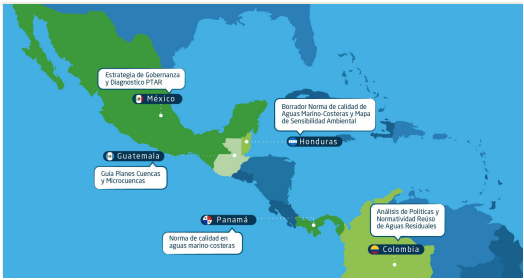 Estrategia de Gobernanza
y Diagnostico PTAR
México
Borrador Norma de calidad de
Aguas Marino-Costeras y Mapa
de Sensibilidad Ambiental
Honduras
Guatemala
Guía Planes Cuencas
y Microcuencas
Análisis de Políticas y
Normatividad Reúso
de Aguas Residuales
Panamá
Norma de calidad en
aguas marino-costeras
Colombia